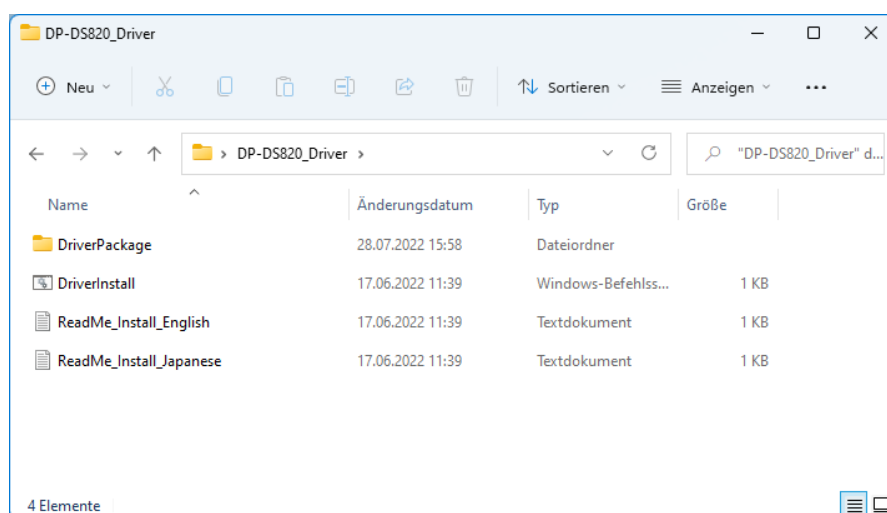 DP-DS820_Driver
Neu Sortieren Anzeigen ...
DP-DS820_Driver "DP-DS820_Driver" d...
Name Änderungsdatum Typ Größe
DriverPackage 28.07.2022 15:58 Dateiordner
DriverInstall 17.06.2022 11:39 Windows-Befehlss... 1 KB
ReadMe_Install_English 17.06.2022 11:39 Textdokument 1 KB
ReadMe_Install_Japanese 17.06.2022 11:39 Textdokument 1 KB
4 Elemente